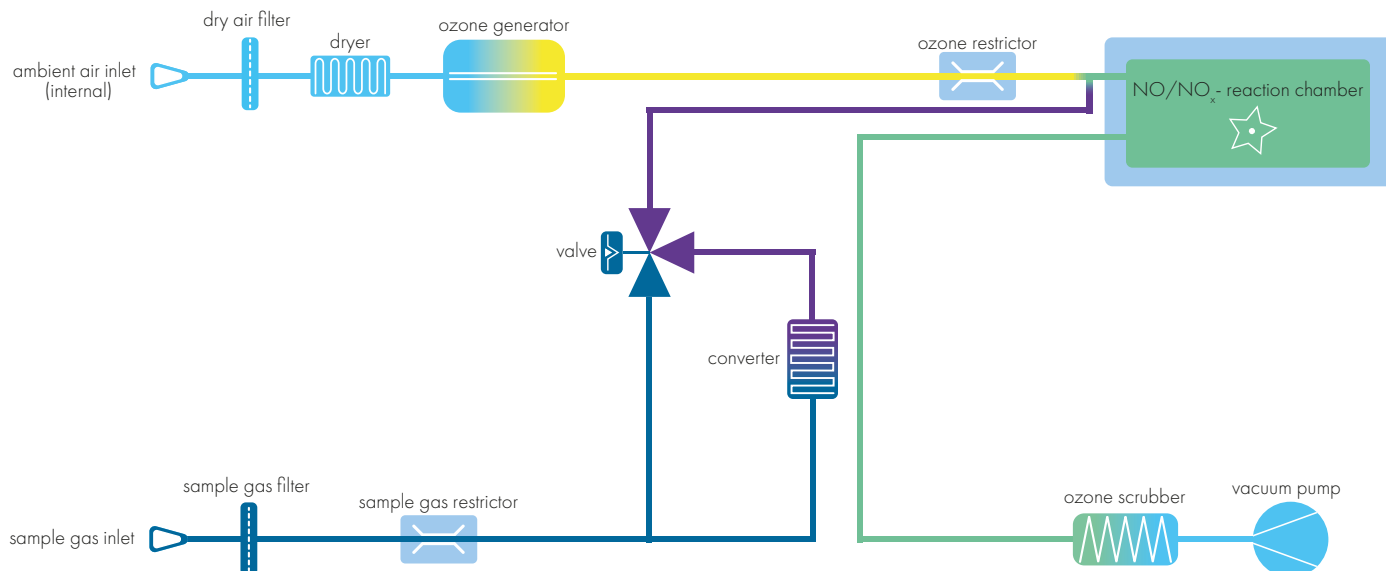 dry air filter
dryer
ozone generator
ozone restrictor
ambient air inlet
(internal)
NO/NOx- reaction chamber
valve
converter
sample gas filter
sample gas restrictor
sample gas inlet
ozone scrubber
vacuum pump